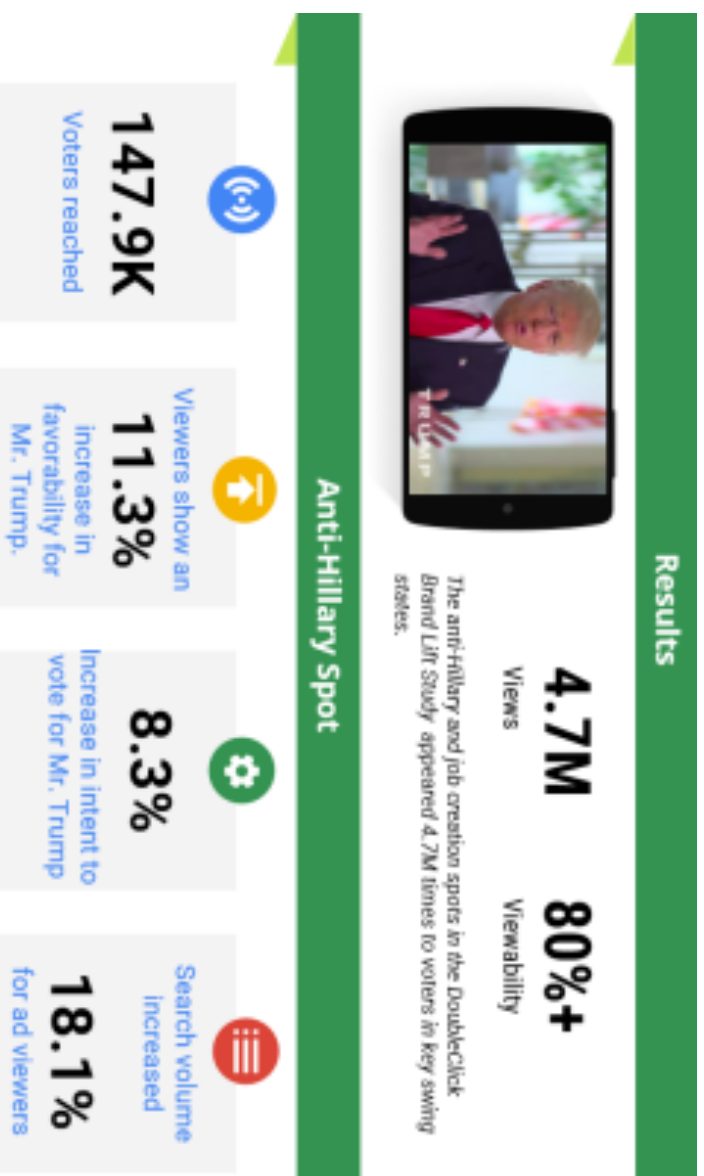 Results
TRUMP
4.7M
Views
80%+
Viewability
The anti-Hillary and job creation spots in the DoubleClick
Brand Lift Study appeared 4.7M times to voters in key swing
states.
Anti-Hillary Spot
147.9K
Voters reached
Viewers show an
11.3%
increase in
favorability for
Mr. Trump.
8.3%
Increase in intent to
vote for Mr. Trump
Search volume
increased
18.1%
for ad viewers